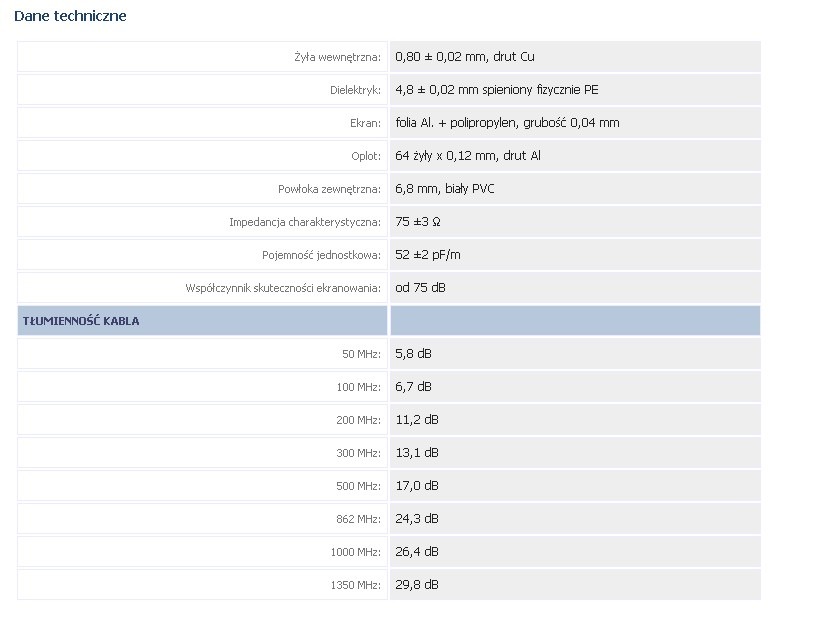 Dane techniczne
Żyła wewnętrzna: 0,80 ± 0,02 mm, drut Cu
Dielektryk: 4,8 ± 0,02 mm spieniony fizycznie PE
Ekran: folia Al. + polipropylen, grubość 0,04 mm
Oplot: 64 żyły x 0,12 mm, drut Al
Powłoka zewnętrzna: 6,8 mm, biały PVC
Impedancja charakterystyczna: 75 ±3 Ω
Pojemność jednostkowa: 52 ±2 pF/m
Współczynnik skuteczności ekranowania: od 75 dB
TŁUMIENNOŚĆ KABLA
50 MHz: 5,8 dB
100 MHz: 6,7 dB
200 MHz: 11,2 dB
300 MHz: 13,1 dB
500 MHz: 17,0 dB
862 MHz: 24,3 dB
1000 MHz: 26,4 dB
1350 MHz: 29,8 dB